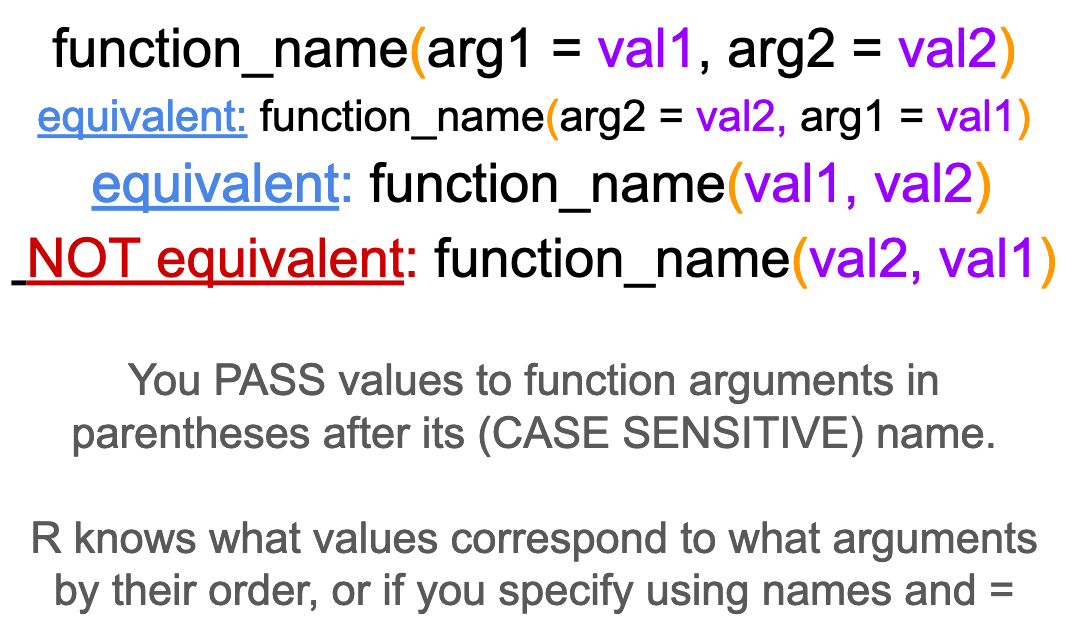 function_name(arg1 = val1, arg2 = val2)
equivalent: function_name(arg2 = val2, arg1 = val1)
equivalent: function_name(val1, val2)
NOT equivalent: function_name(val2, val1)
You PASS values to function arguments in
parentheses after its (CASE SENSITIVE) name.
R knows what values correspond to what arguments
by their order, or if you specify using names and =